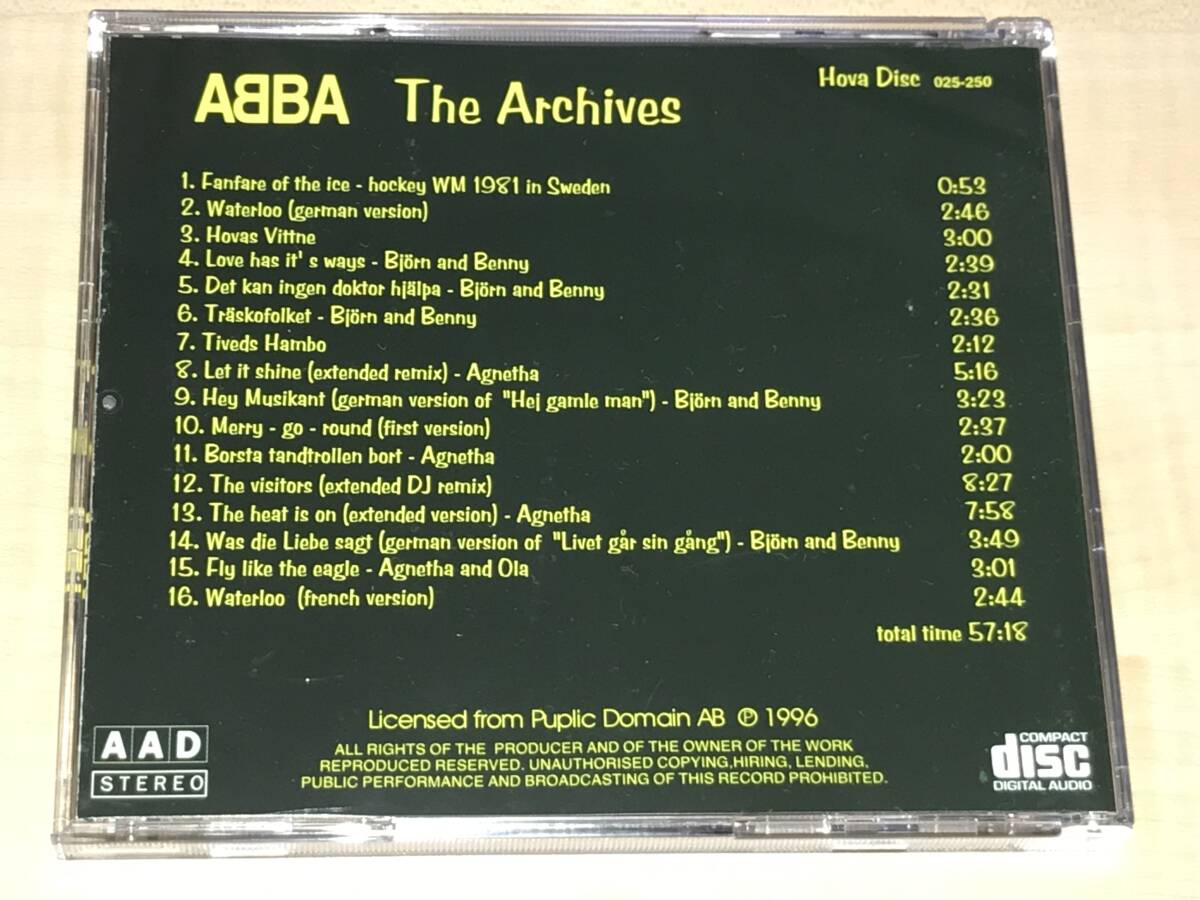 ABBA The Archives
Hova Disc 025-250
1. Fanfare of the ice - hockey WM 1981 in Sweden 0:53
2. Waterloo (german version) 2:46
3. Hovas Vittne 3:00
4. Love has it's ways - Björn and Benny 2:39
5. Det kan ingen doktor hjälpa - Björn and Benny 2:31
6. Träskofolket - Björn and Benny 2:36
7. Tiveds Hambo 2:12
8. Let it shine (extended remix) - Agnetha 5:16
9. Hey Musikant (german version of "Hej gamle man") - Björn and Benny 3:23
10. Merry - go - round (first version) 2:37
11. Borsta tandtrollen bort - Agnetha 2:00
12. The visitors (extended DJ remix) 8:27
13. The heat is on (extended version) - Agnetha 7:58
14. Was die Liebe sagt (german version of "Livet går sin gång") - Björn and Benny 3:49
15. Fly like the eagle - Agnetha and Ola 3:01
16. Waterloo (french version) 2:44
total time 57:18
Licensed from Puplic Domain AB ℗ 1996
ALL RIGHTS OF THE PRODUCER AND OF THE OWNER OF THE WORK
REPRODUCED RESERVED. UNAUTHORISED COPYING,HIRING, LENDING,
PUBLIC PERFORMANCE AND BROADCASTING OF THIS RECORD PROHIBITED.
AAD
STEREO
COMPACT
disc
DIGITAL AUDIO